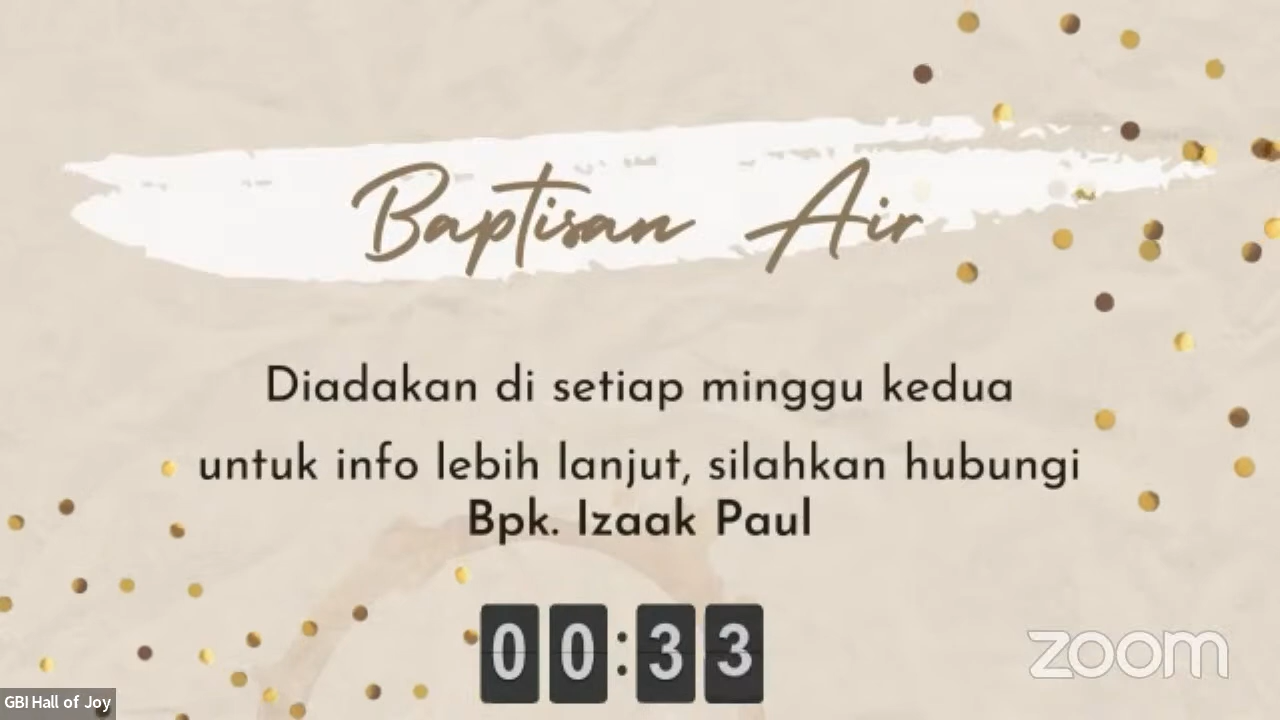 Baptisan Air
Diadakan di setiap minggu kedua
untuk info lebih lanjut, silahkan hubungi
Bpk. Izaak Paul
00:33
zoom
GBI Hall of Joy